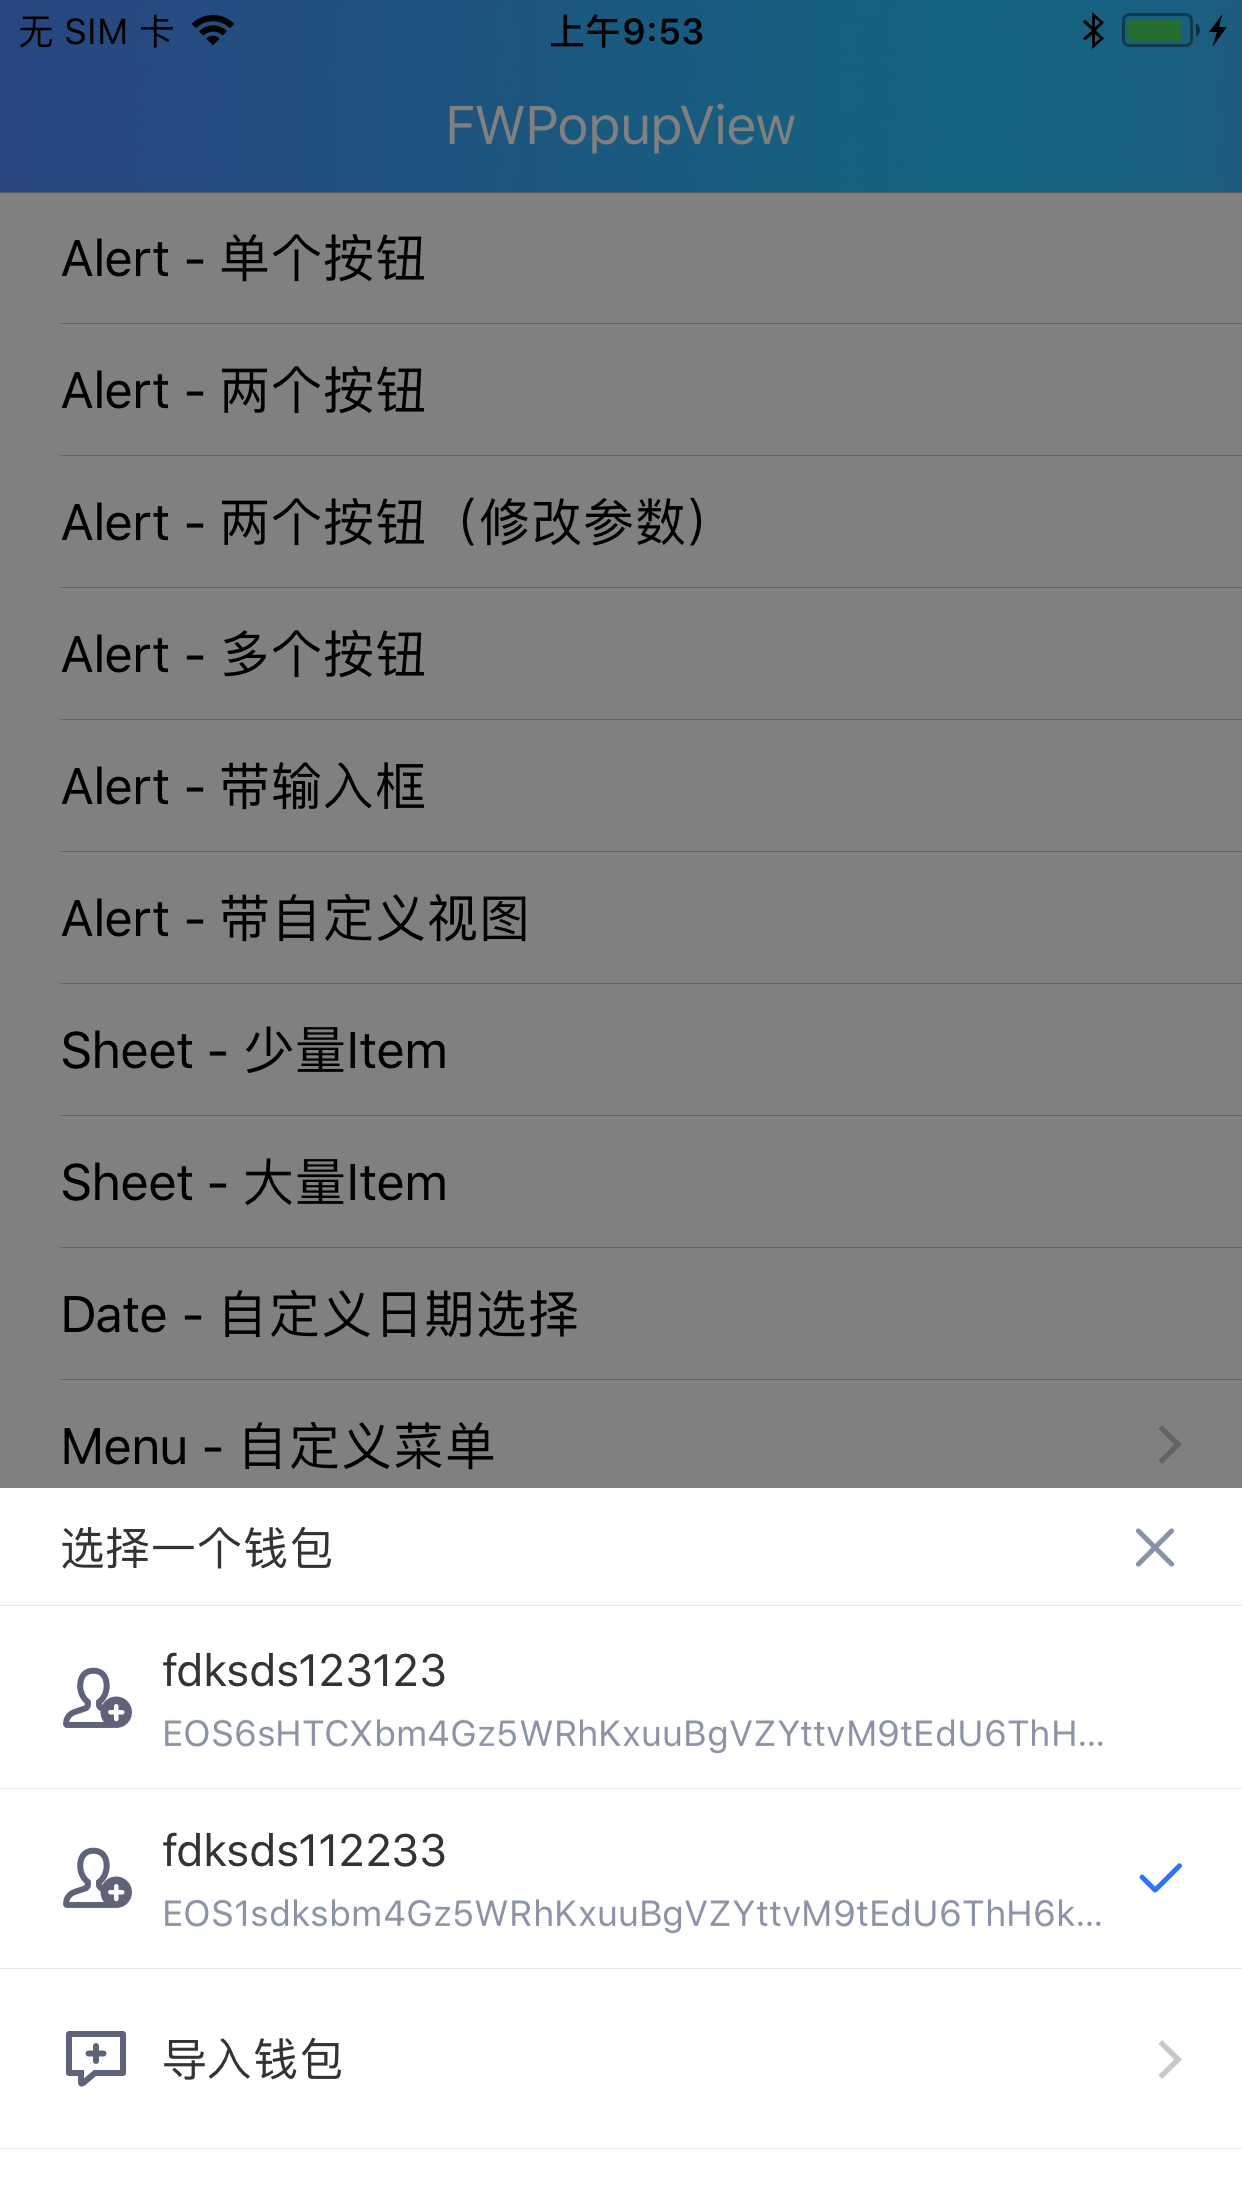 无 SIM 卡 上午9:53
FWPopupView
Alert - 单个按钮
Alert - 两个按钮
Alert - 两个按钮（修改参数）
Alert - 多个按钮
Alert - 带输入框
Alert - 带自定义视图
Sheet - 少量Item
Sheet - 大量Item
Date - 自定义日期选择
Menu - 自定义菜单
选择一个钱包
fdksds123123
EOS6sHTCXbm4Gz5WRhKxuuBgVZYttvM9tEdU6ThH...
fdksds112233
EOS1sdksbm4Gz5WRhKxuuBgVZYttvM9tEdU6ThH6k...
导入钱包